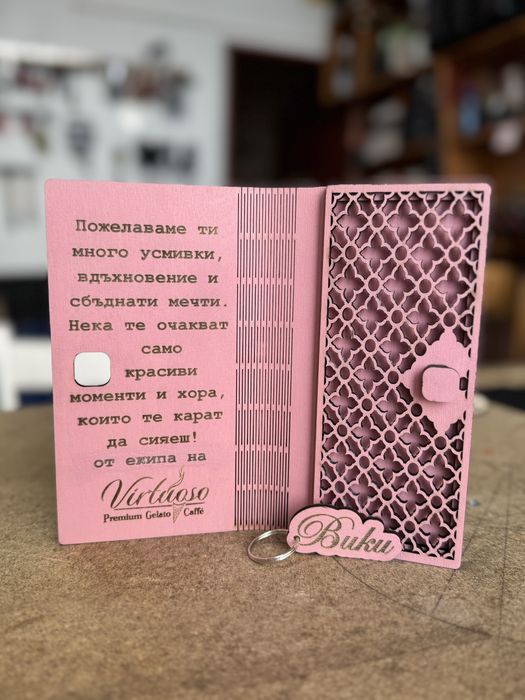 Пожелаваме ти
много усмивки,
вдъхновение и
сбъднати мечти.
Нека те очакват
само
красиви
моменти и хора,
които те карат
да сияеш!
от екипа на
Virtuoso
Premium Gelato Caffé
Вики